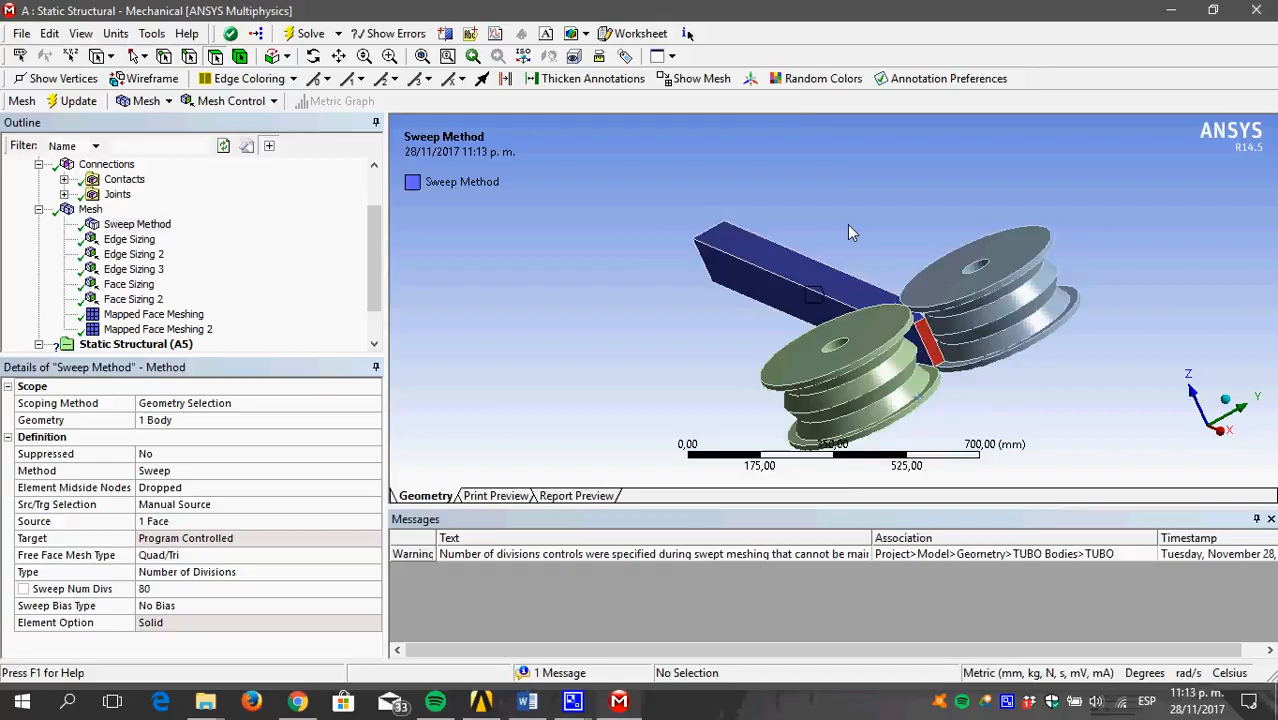 A : Static Structural - Mechanical [ANSYS Multiphysics]
File Edit View Units Tools Help Solve Show Errors Worksheet
Show Vertices Wireframe Edge Coloring Thicken Annotations Show Mesh Random Colors Annotation Preferences
Mesh Update Mesh Mesh Control Metric Graph
Outline
Filter: Name
Connections
Contacts
Joints
Mesh
Sweep Method
Edge Sizing
Edge Sizing 2
Edge Sizing 3
Face Sizing
Face Sizing 2
Mapped Face Meshing
Mapped Face Meshing 2
Static Structural (A5)
Details of "Sweep Method" - Method
Scope
Scoping Method Geometry Selection
Geometry 1 Body
Definition
Suppressed No
Method Sweep
Element Midside Nodes Dropped
Src/Trg Selection Manual Source
Source 1 Face
Target Program Controlled
Free Face Mesh Type Quad/Tri
Type Number of Divisions
Sweep Num Divs 80
Sweep Bias Type No Bias
Element Option Solid
Sweep Method
28/11/2017 11:13 p. m.
Sweep Method
ANSYS
R14.5
Z
Y
X
0,00 700,00 (mm)
175,00 525,00
Geometry Print Preview Report Preview
Messages
Text Association Timestamp
Warning Number of divisions controls were specified during swept meshing that cannot be main Project>Model>Geometry>TUBO Bodies>TUBO Tuesday, November 28,
Press F1 for Help 1 Message No Selection Metric (mm, kg, N, s, mV, mA) Degrees rad/s Celsius
33 ESP 11:13 p. m.
28/11/2017